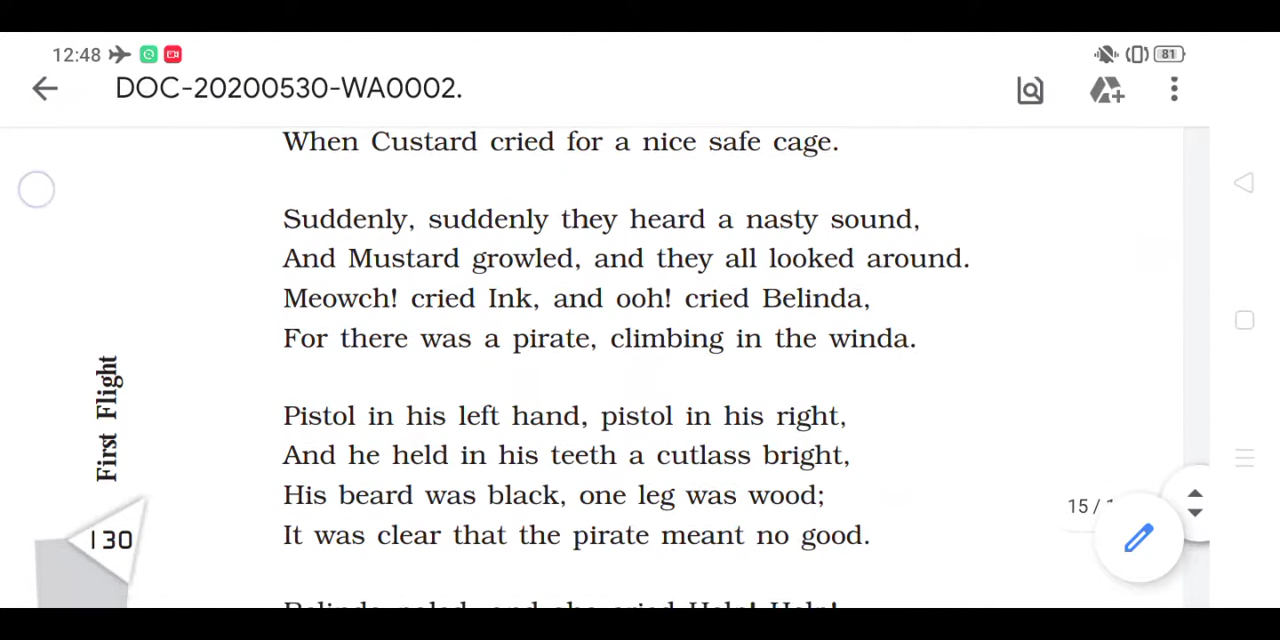 12:48
81
DOC-20200530-WA0002.
When Custard cried for a nice safe cage.
Suddenly, suddenly they heard a nasty sound,
And Mustard growled, and they all looked around.
Meowch! cried Ink, and ooh! cried Belinda,
For there was a pirate, climbing in the winda.
Pistol in his left hand, pistol in his right,
And he held in his teeth a cutlass bright,
His beard was black, one leg was wood;
It was clear that the pirate meant no good.
First Flight
130
15 /